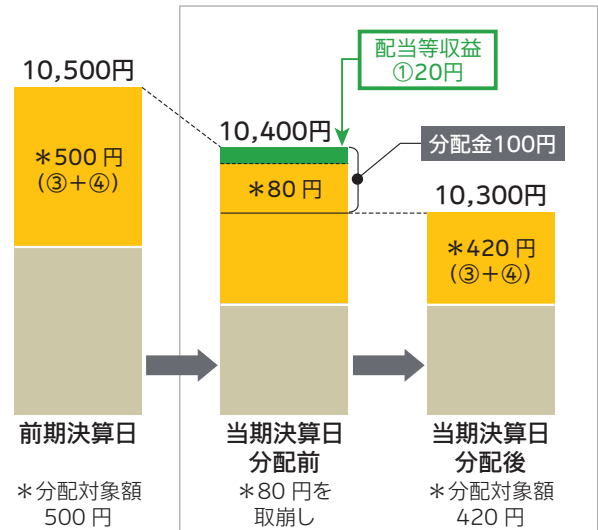 配当等収益
①20円
10,500円
10,400円
分配金100円
＊500 円
(③+④)
＊80 円
10,300円
＊420 円
(③+④)
前期決算日
当期決算日
分配前
当期決算日
分配後
＊分配対象額
500 円
＊80 円を
取崩し
＊分配対象額
420 円